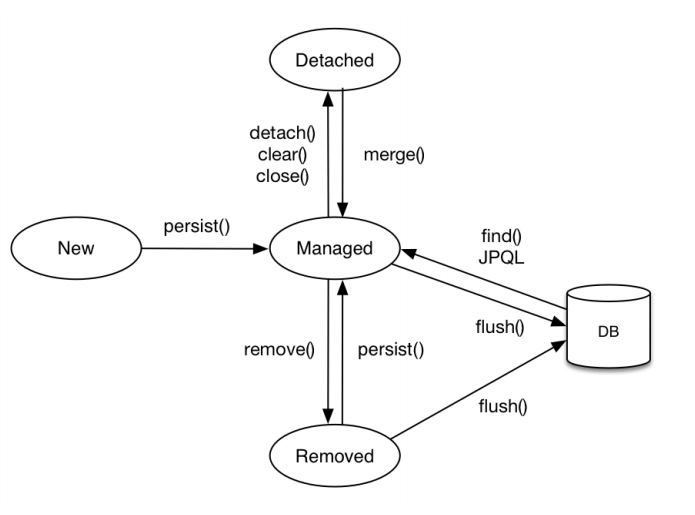 Detached
detach()
clear()
close()
merge()
persist()
New
Managed
find()
JPQL
flush()
DB
remove()
persist()
flush()
Removed